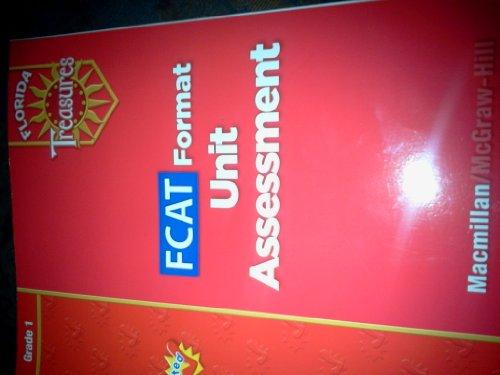 FLORIDA
Treasures
FCAT Format
Unit
Assessment
Macmillan/McGraw-Hill
Grade 1